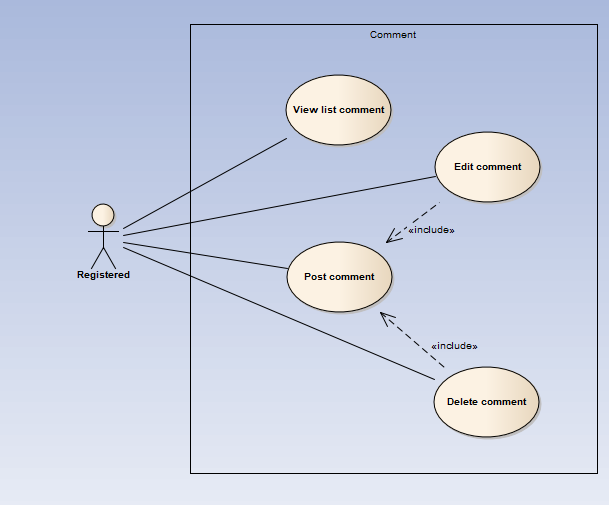 Comment
View list comment
Edit comment
«include»
Registered
Post comment
«include»
Delete comment